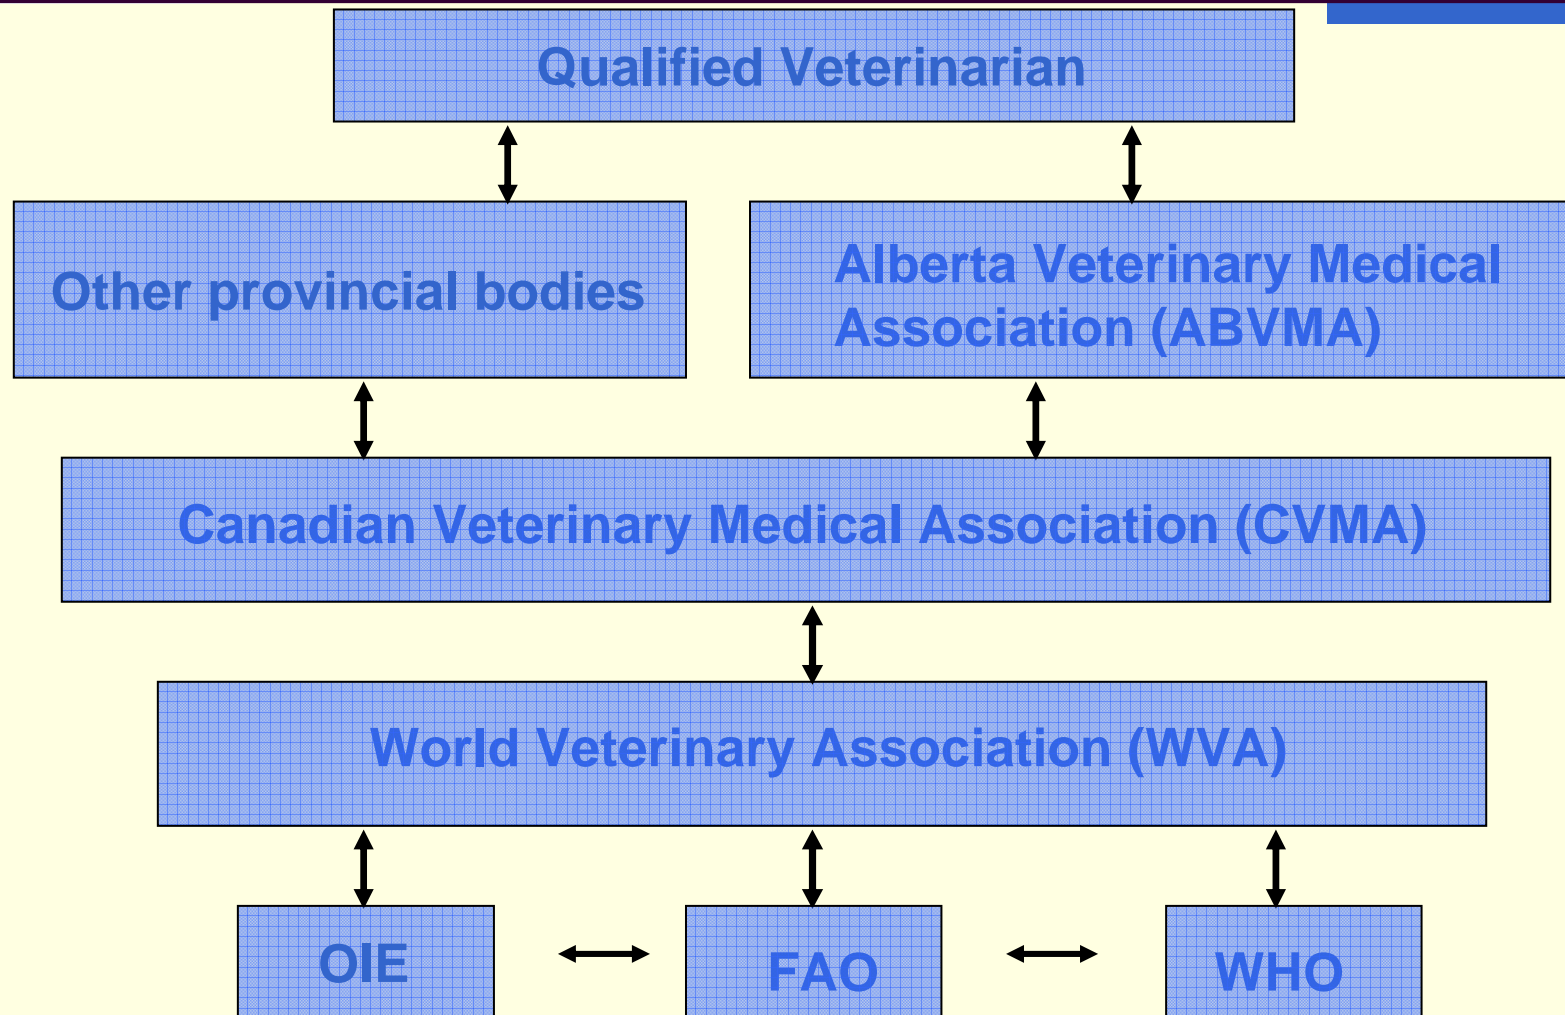 Qualified Veterinarian
Other provincial bodies
Alberta Veterinary Medical
Association (ABVMA)
Canadian Veterinary Medical Association (CVMA)
World Veterinary Association (WVA)
OIE
FAO
WHO